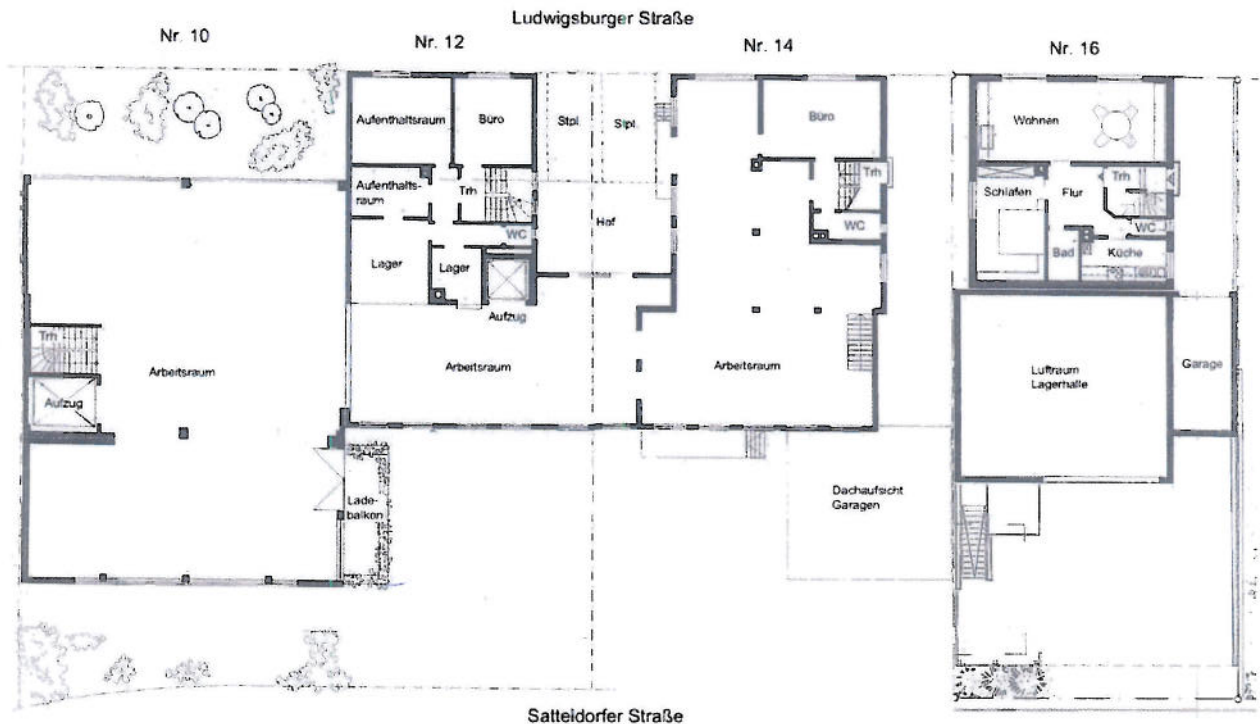 Ludwigsburger Straße
Nr. 10
Nr. 12
Nr. 14
Nr. 16
Aufenthaltsraum
Büro
Stpl.
Stpl.
Büro
Wohnen
Aufenthalts-
raum
Trh
Trh
Schlafen
Flur
Trh
Hof
WC
WC
WC
Lager
Lager
Bad
Küche
Aufzug
Trh
Arbeitsraum
Arbeitsraum
Arbeitsraum
Luftraum
Lagerhalle
Garage
Aufzug
Lade-
balkon
Dachaufsicht
Garagen
Satteldorfer Straße